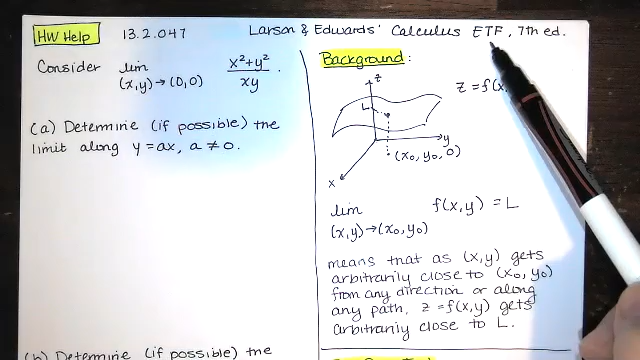 HW Help 13.2.047 Larson & Edwards' Calculus ETF, 7th ed.
Consider lim (x,y)→(0,0) x²+y² / xy .
(a) Determine (if possible) the
limit along y=ax, a≠0.
(b) Determine (if possible) the
Background:
z
z = f(x,
L
y
(x₀, y₀, 0)
x
lim f(x,y) = L
(x,y)→(x₀,y₀)
means that as (x,y) gets
arbitrarily close to (x₀,y₀)
from any direction or along
any path, z=f(x,y) gets
arbitrarily close to L.